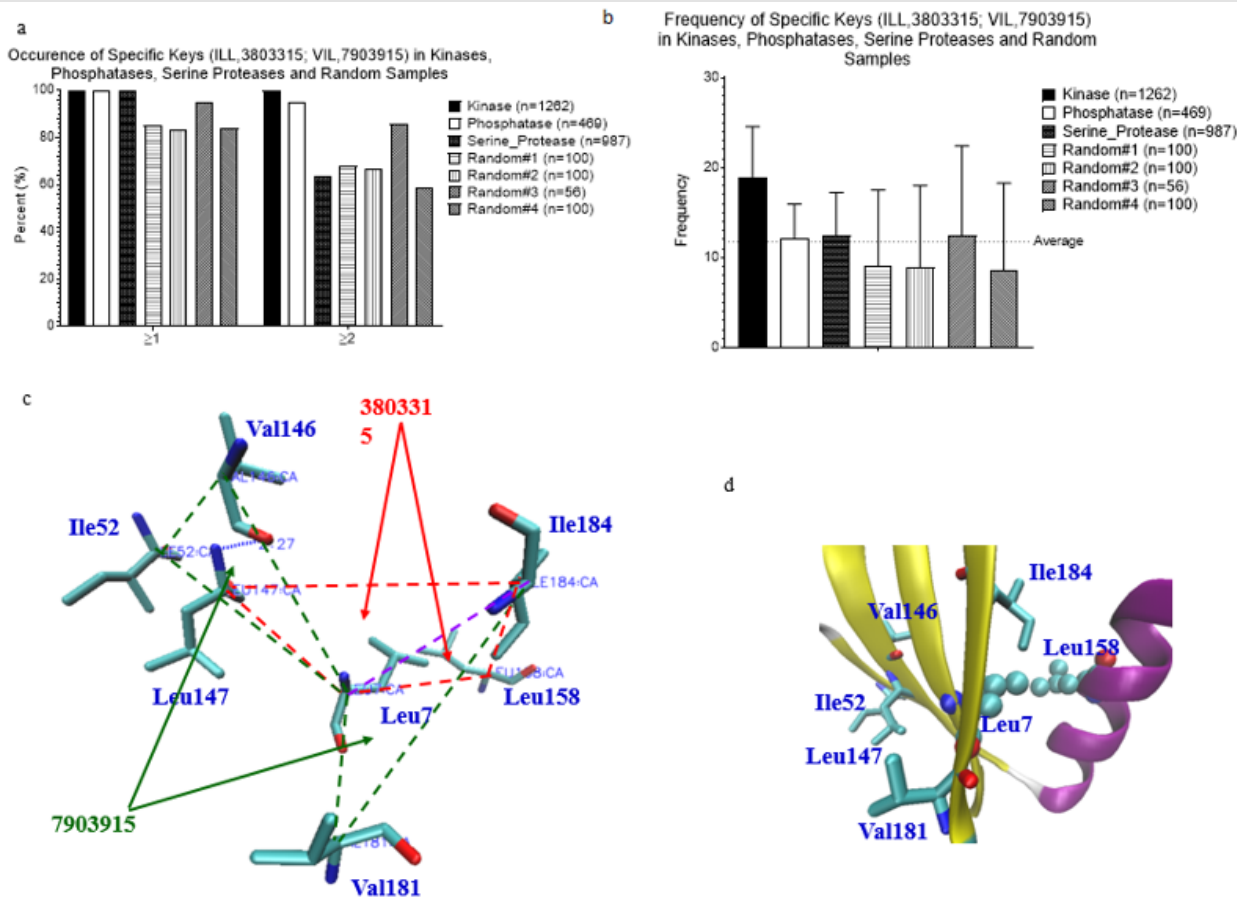 a
Occurence of Specific Keys (ILL,3803315; VIL,7903915) in Kinases,
Phosphatases, Serine Proteases and Random Samples
Percent (%)
100
80
60
40
20
0
≥1
≥2
Kinase (n=1262)
Phosphatase (n=469)
Serine_Protease (n=987)
Random#1 (n=100)
Random#2 (n=100)
Random#3 (n=56)
Random#4 (n=100)
b
Frequency of Specific Keys (ILL,3803315; VIL,7903915)
in Kinases, Phosphatases, Serine Proteases and Random
Samples
Frequency
30
20
10
0
Average
Kinase (n=1262)
Phosphatase (n=469)
Serine_Protease (n=987)
Random#1 (n=100)
Random#2 (n=100)
Random#3 (n=56)
Random#4 (n=100)
c
380331
5
Val146
Ile52
Ile184
LE184:CA
Leu147
Leu7
Leu158
7903915
Val181
d
Ile184
Val146
Leu158
Ile52
Leu7
Leu147
Val181